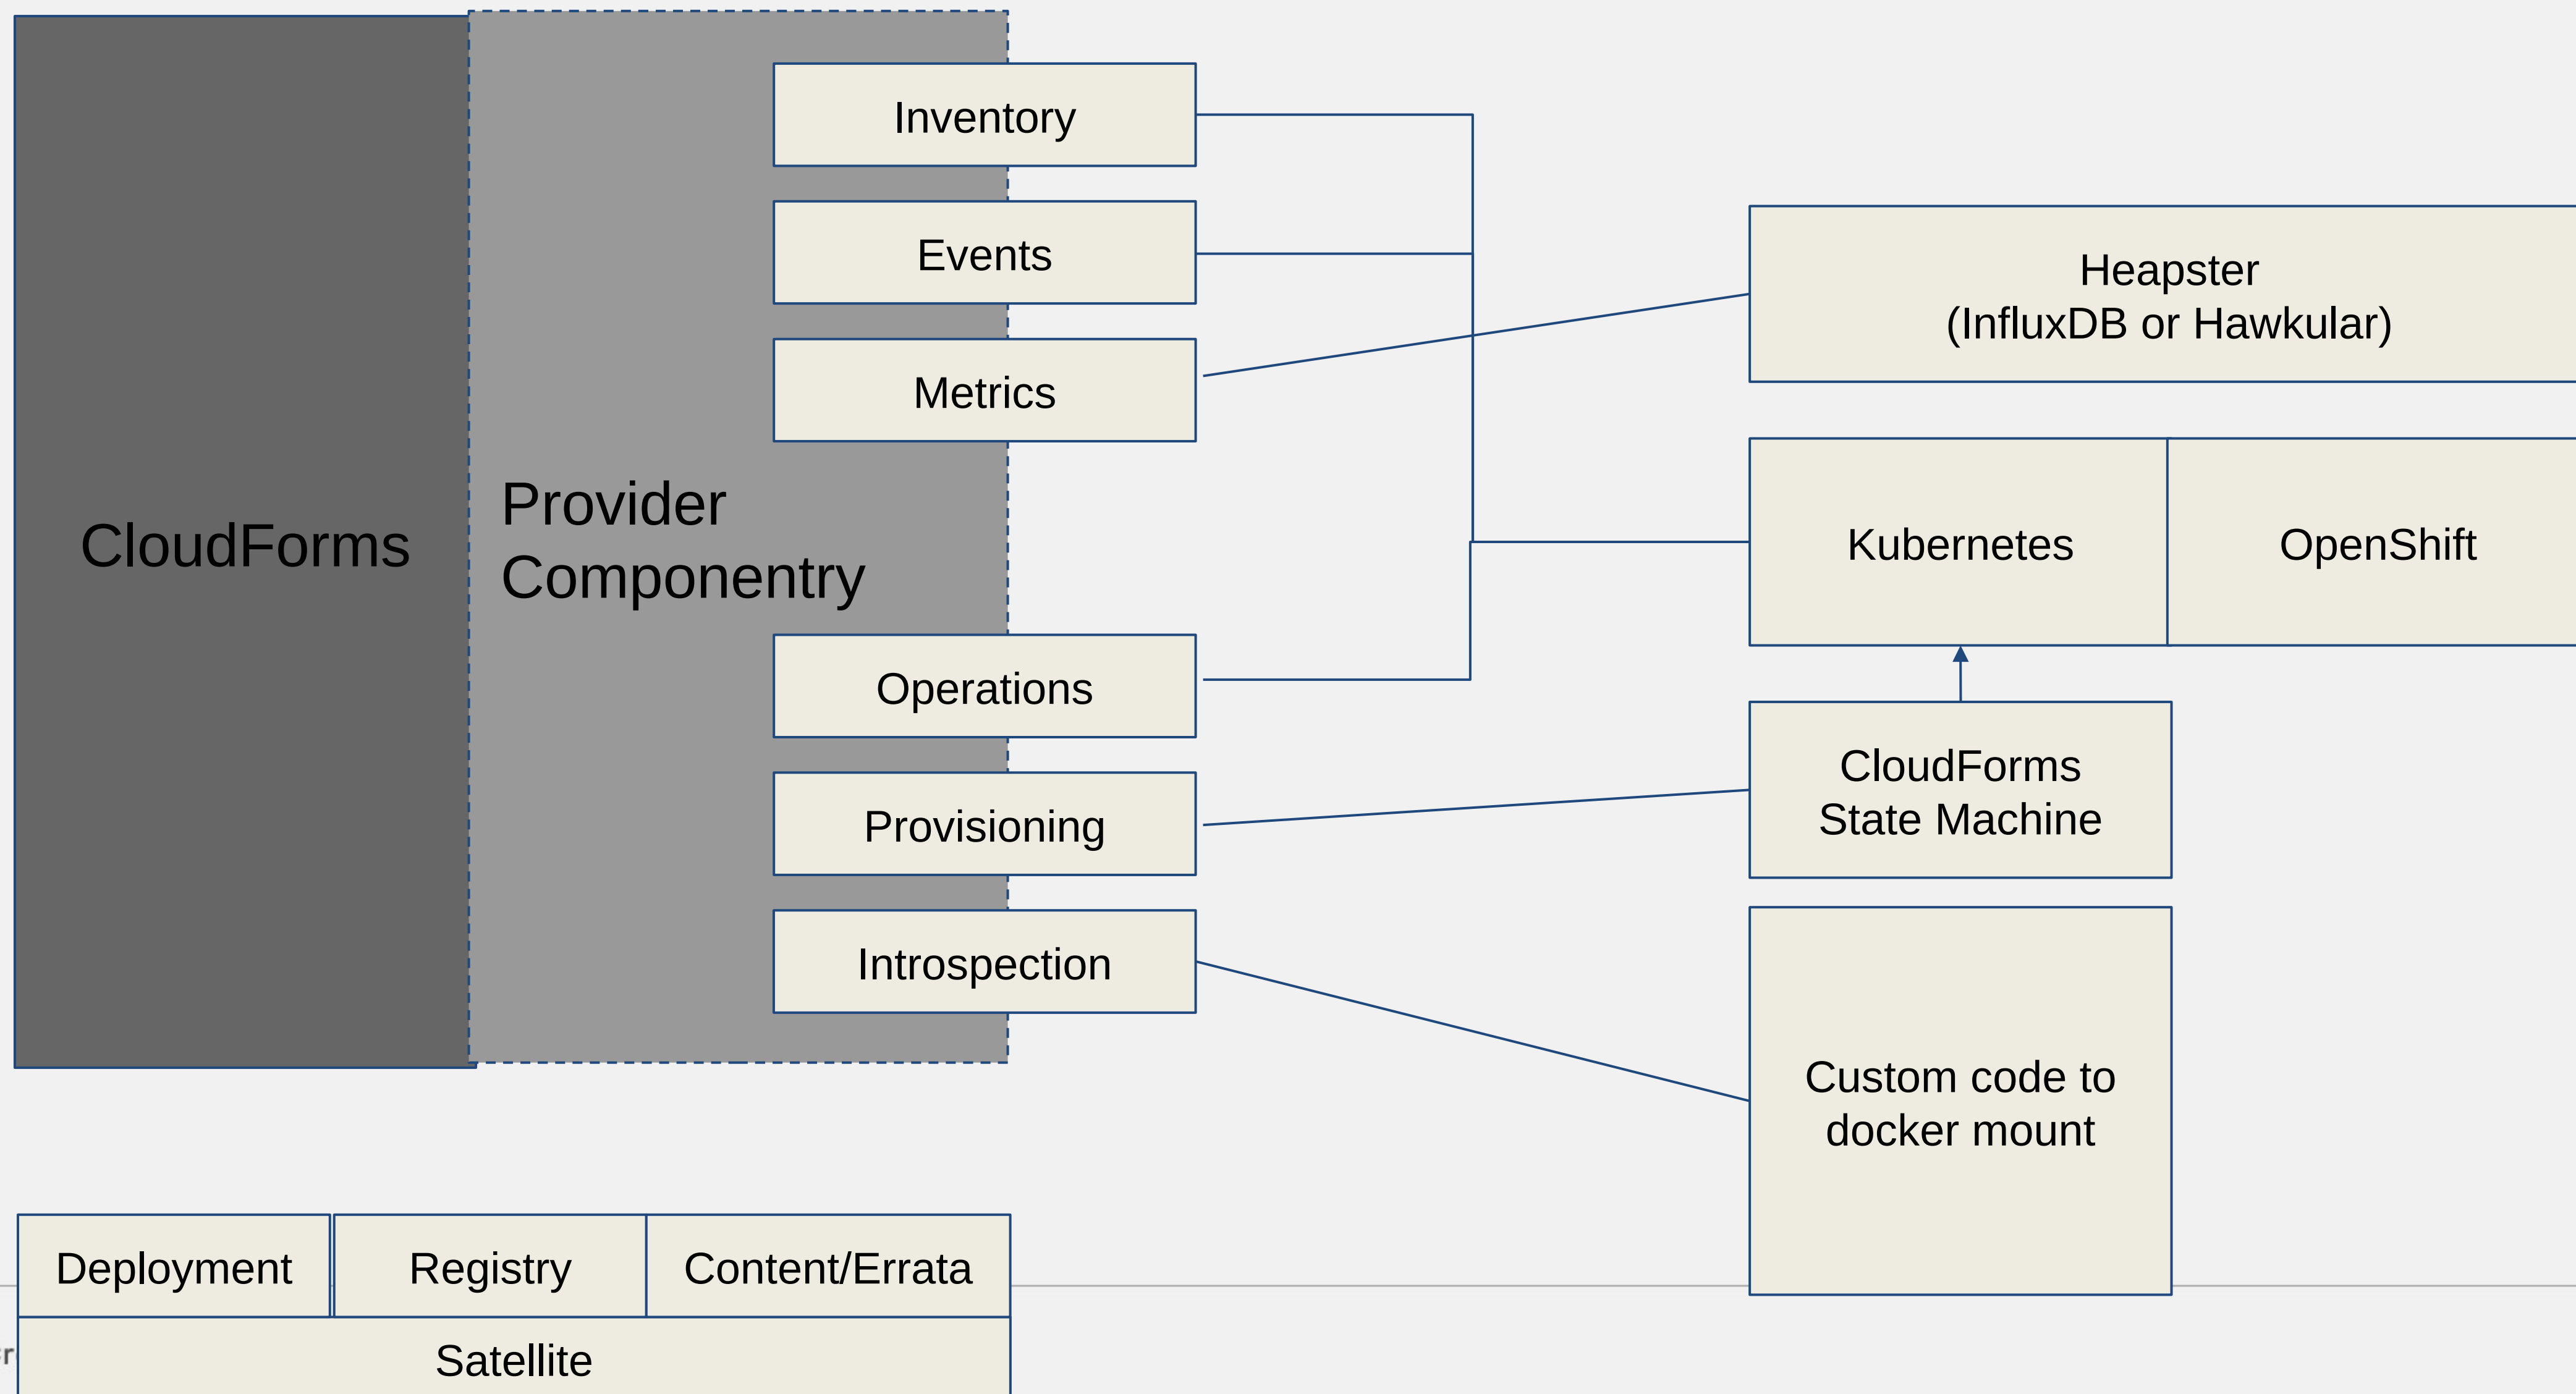 Inventory
Events
Metrics
Heapster
(InfluxDB or Hawkular)
CloudForms
Provider
Componentry
Kubernetes
OpenShift
Operations
Provisioning
Introspection
CloudForms
State Machine
Custom code to
docker mount
Deployment
Registry
Content/Errata
Satellite